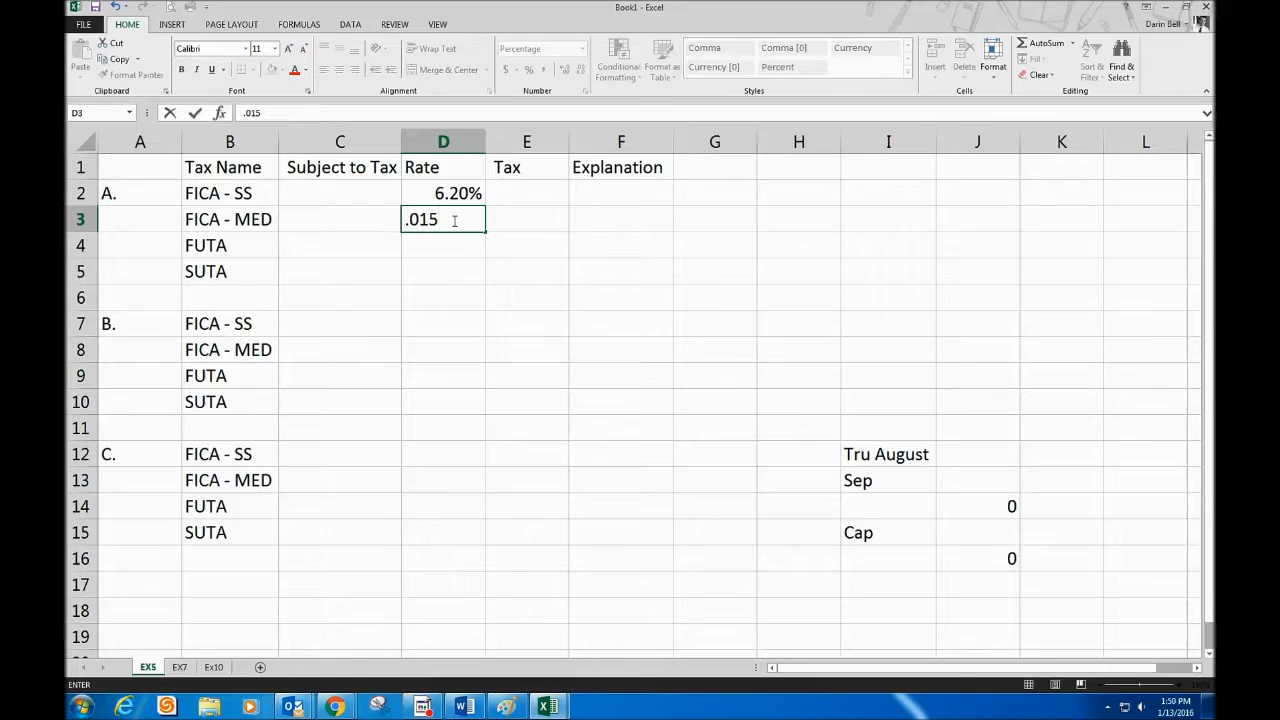 Book1 - Excel
FILE HOME INSERT PAGE LAYOUT FORMULAS DATA REVIEW VIEW Darin Bell
Cut
Copy
Format Painter
Paste
Clipboard
Calibri 11
B I U A
Font
Wrap Text
Merge & Center
Alignment
Percentage
$ % ,
Number
Conditional Formatting
Format as Table
Comma Comma [0] Currency
Currency [0] Percent
Styles
Insert Delete Format
Cells
AutoSum
Fill
Clear
Sort & Filter
Find & Select
Editing
D3 fx .015
A B C D E F G H I J K L
1 Tax Name Subject to Tax Rate Tax Explanation
2 A. FICA - SS 6.20%
3 FICA - MED .015
4 FUTA
5 SUTA
6
7 B. FICA - SS
8 FICA - MED
9 FUTA
10 SUTA
11
12 C. FICA - SS Tru August
13 FICA - MED Sep
14 FUTA 0
15 SUTA Cap
16 0
17
18
19
EX5 EX7 Ex10
ENTER
1:50 PM
1/13/2016